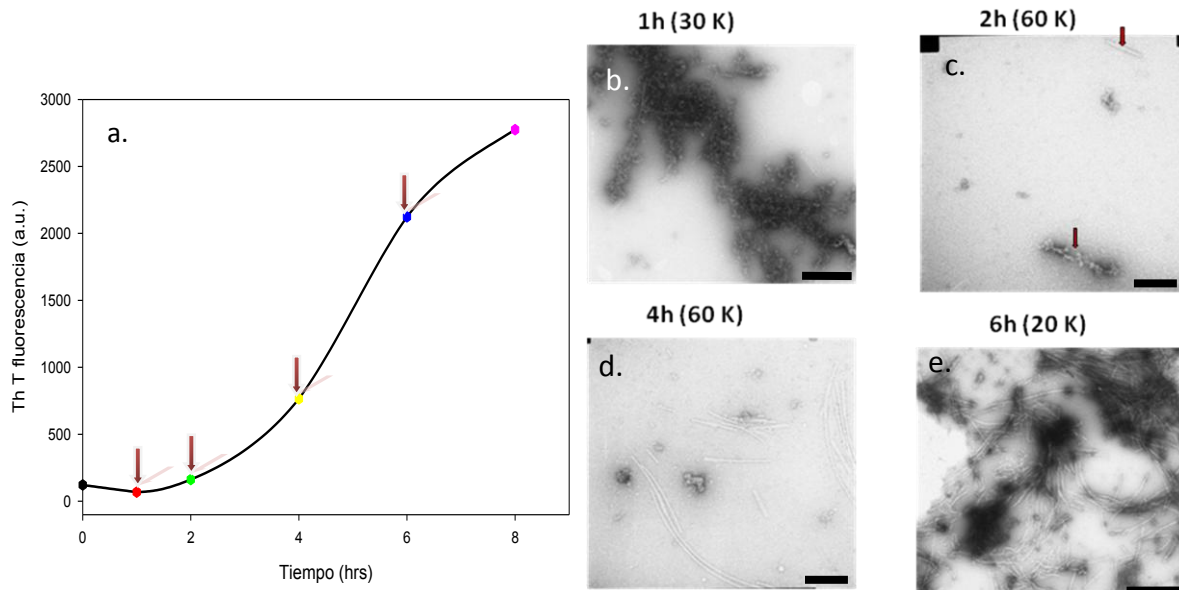 a.
Th T fluorescencia (a.u.)
3000
2500
2000
1500
1000
500
0
0 2 4 6 8
Tiempo (hrs)
1h (30 K)
b.
2h (60 K)
c.
4h (60 K)
d.
6h (20 K)
e.